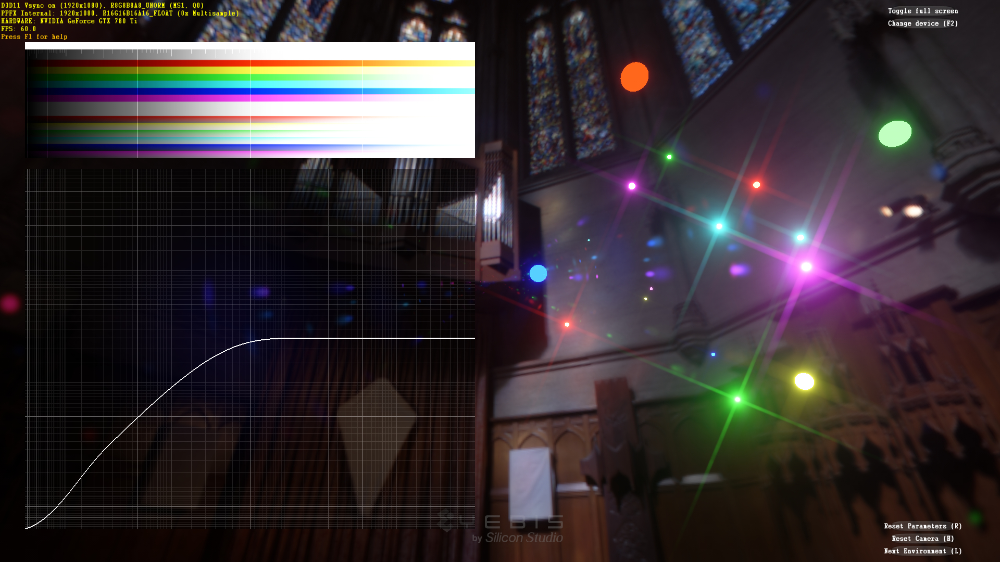 D3D11 Vsync on (1920x1080), R8G8B8A8_UNORM (MS1, Q0)
PPFX Internal: 1920x1080, R16G16B16A16_FLOAT (0x Multisample)
HARDWARE: NVIDIA GeForce GTX 780 Ti
FPS: 60.0
Press F1 for help
Toggle full screen
Change device (F2)
YEBIS
by Silicon Studio
Reset Parameters (R)
Reset Camera (H)
Next Environment (L)